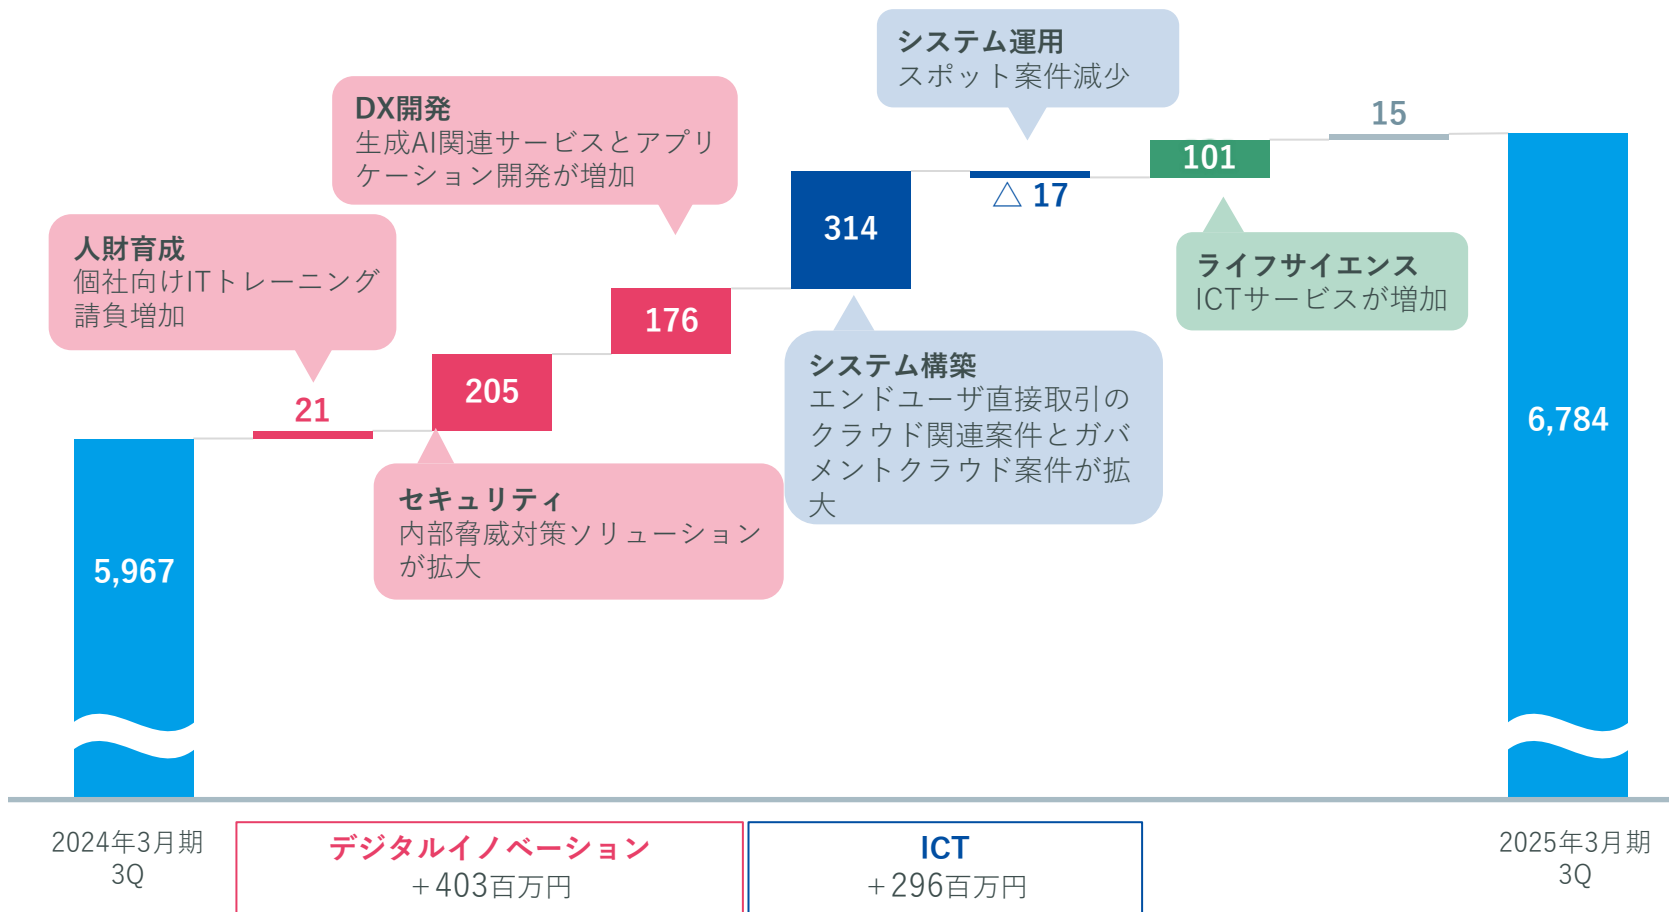 システム運用
スポット案件減少
DX開発
生成AI関連サービスとアプリ
ケーション開発が増加
15
101
人財育成
個社向けITトレーニング
請負増加
△ 17
314
ライフサイエンス
ICTサービスが増加
176
システム構築
エンドユーザ直接取引の
クラウド関連案件とガバ
メントクラウド案件が拡
大
205
21
6,784
セキュリティ
内部脅威対策ソリューション
が拡大
5,967
2024年3月期
3Q
デジタルイノベーション
＋403百万円
ICT
＋296百万円
2025年3月期
3Q